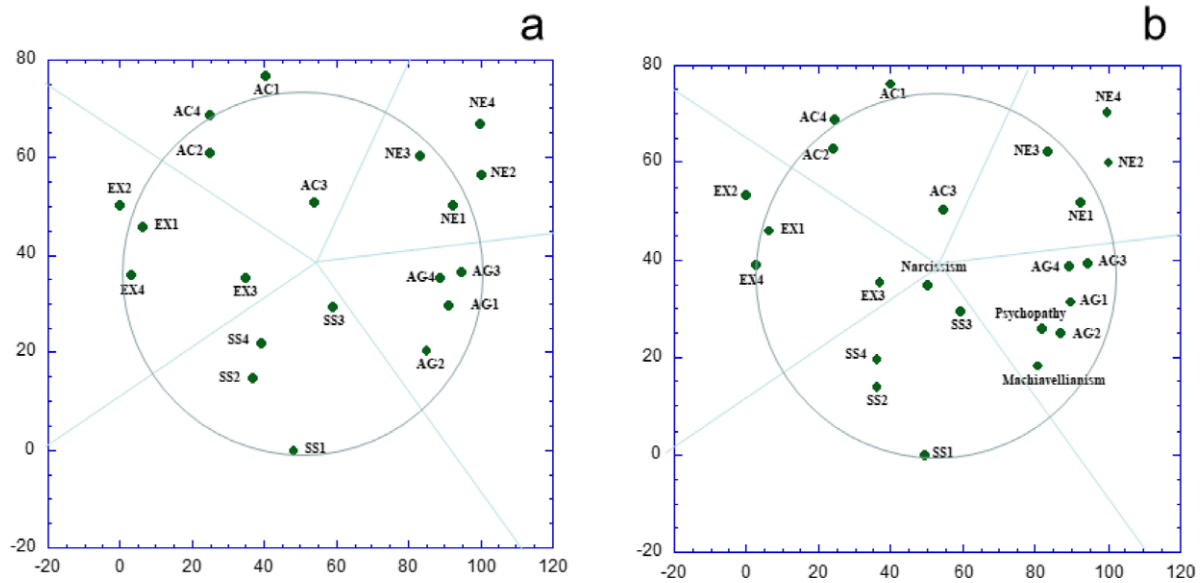 a
80
60
40
20
0
-20
-20 0 20 40 60 80 100 120
AC1
AC4
AC2
NE4
NE3
NE2
EX2
AC3
NE1
EX1
AG3
AG4
EX4
EX3
AG1
SS3
SS4
AG2
SS2
SS1
b
80
60
40
20
0
-20
-20 0 20 40 60 80 100 120
AC1
NE4
AC4
AC2
NE3
NE2
EX2
AC3
NE1
EX1
AG3
AG4
EX4
Narcissism
EX3
AG1
Psychopathy
SS3
AG2
SS4
Machiavellianism
SS2
SS1